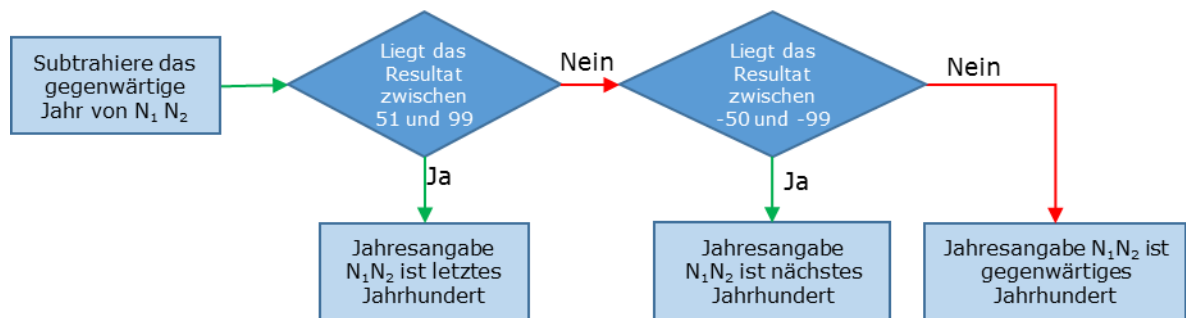 Subtrahiere das
gegenwärtige
Jahr von N₁ N₂
Liegt das
Resultat
zwischen
51 und 99
Nein
Liegt das
Resultat
zwischen
-50 und -99
Nein
Ja
Ja
Jahresangabe
N₁N₂ ist letztes
Jahrhundert
Jahresangabe
N₁N₂ ist nächstes
Jahrhundert
Jahresangabe N₁N₂ ist
gegenwärtiges
Jahrhundert